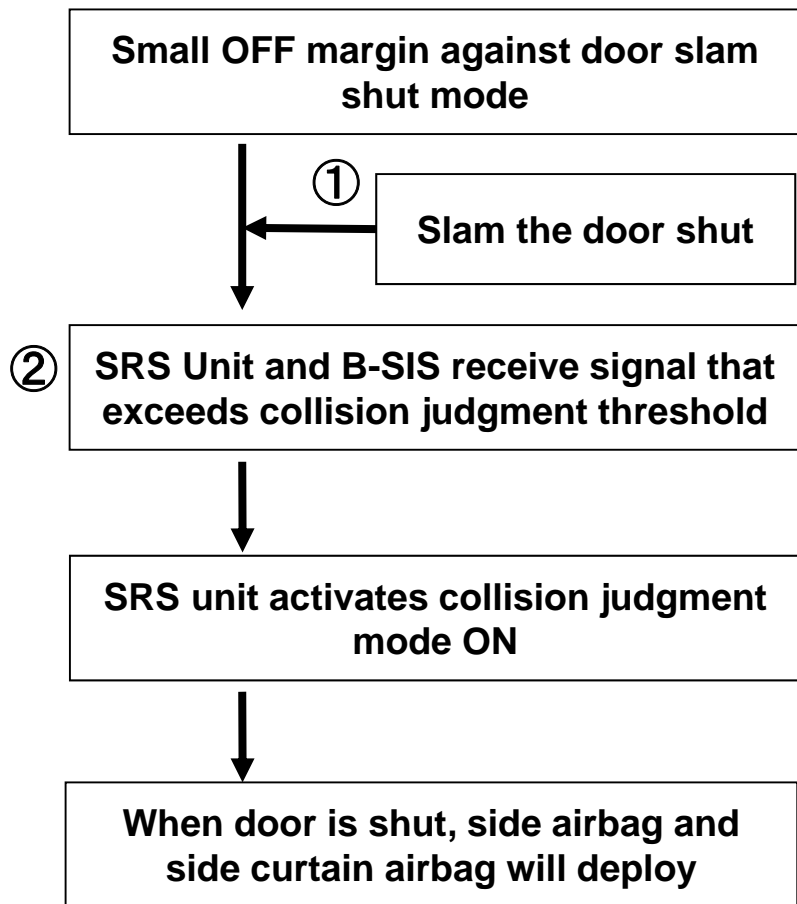 Small OFF margin against door slam
shut mode
①
Slam the door shut
②
SRS Unit and B-SIS receive signal that
exceeds collision judgment threshold
SRS unit activates collision judgment
mode ON
When door is shut, side airbag and
side curtain airbag will deploy